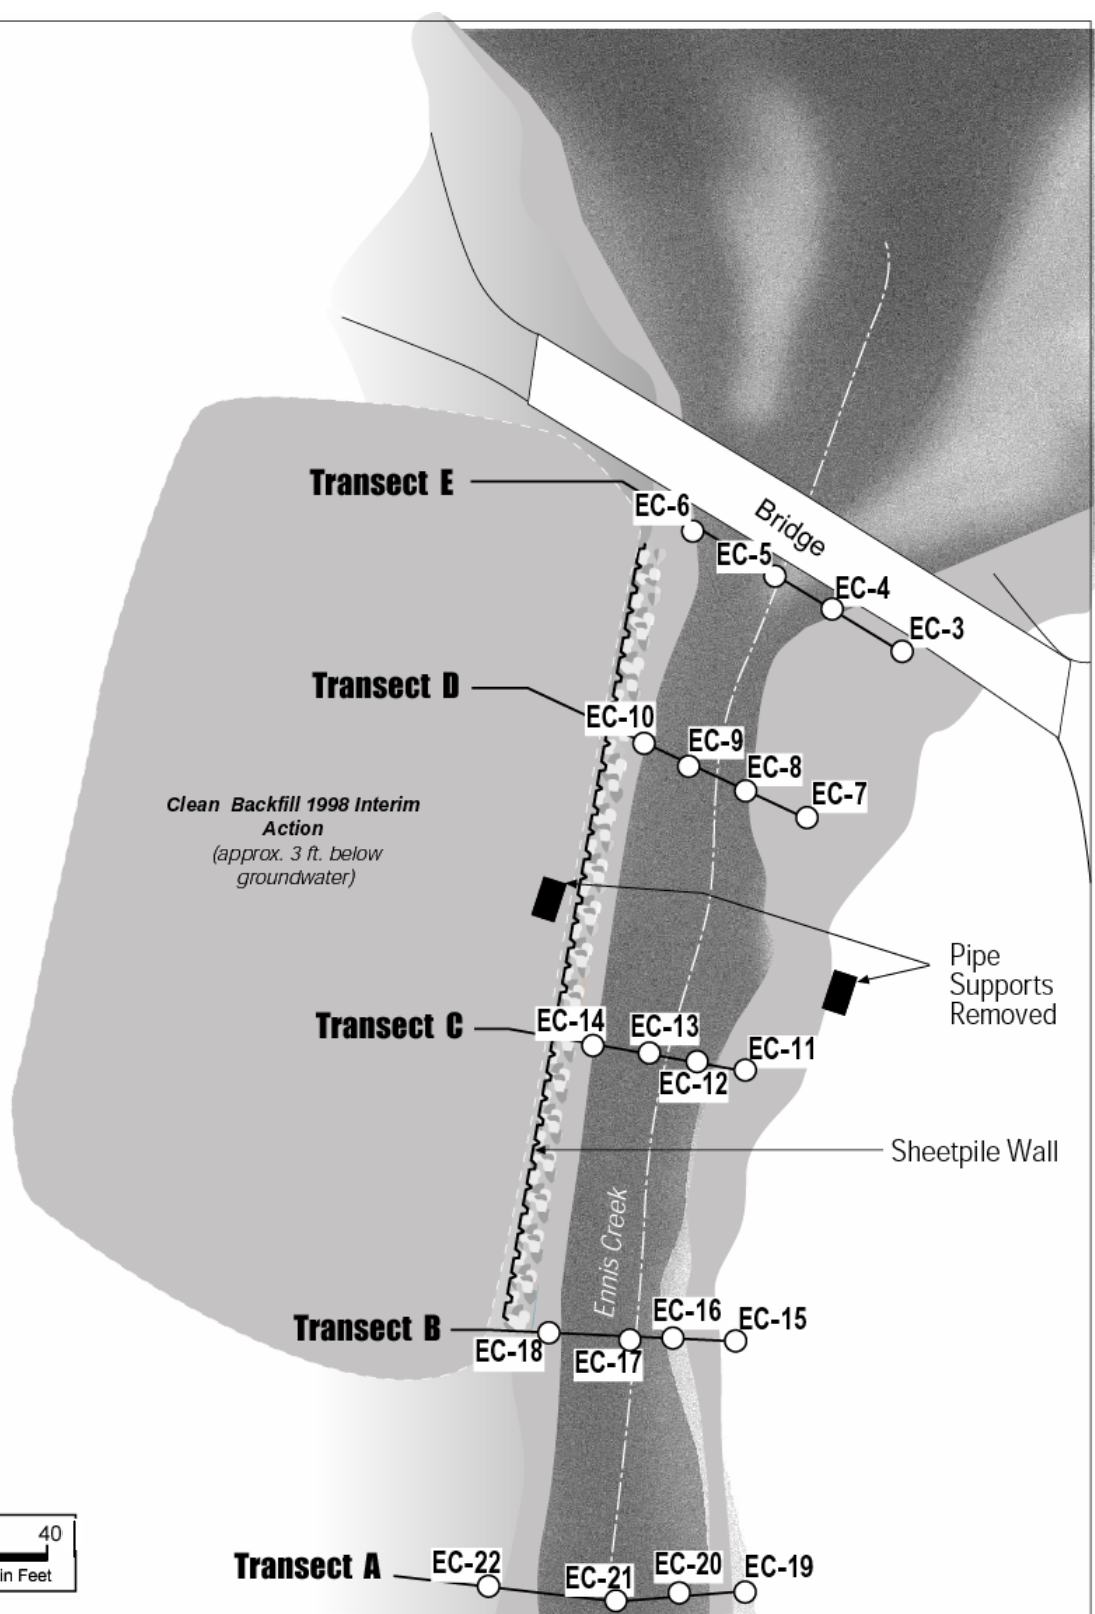 Transect E
EC-6
Bridge
EC-5
EC-4
EC-3
Transect D
EC-10
EC-9
EC-8
EC-7
Clean Backfill 1998 Interim
Action
(approx. 3 ft. below
groundwater)
Pipe
Supports
Removed
Transect C
EC-14
EC-13
EC-12
EC-11
Sheetpile Wall
Ennis Creek
Transect B
EC-18
EC-17
EC-16
EC-15
40
in Feet
Transect A
EC-22
EC-21
EC-20
EC-19